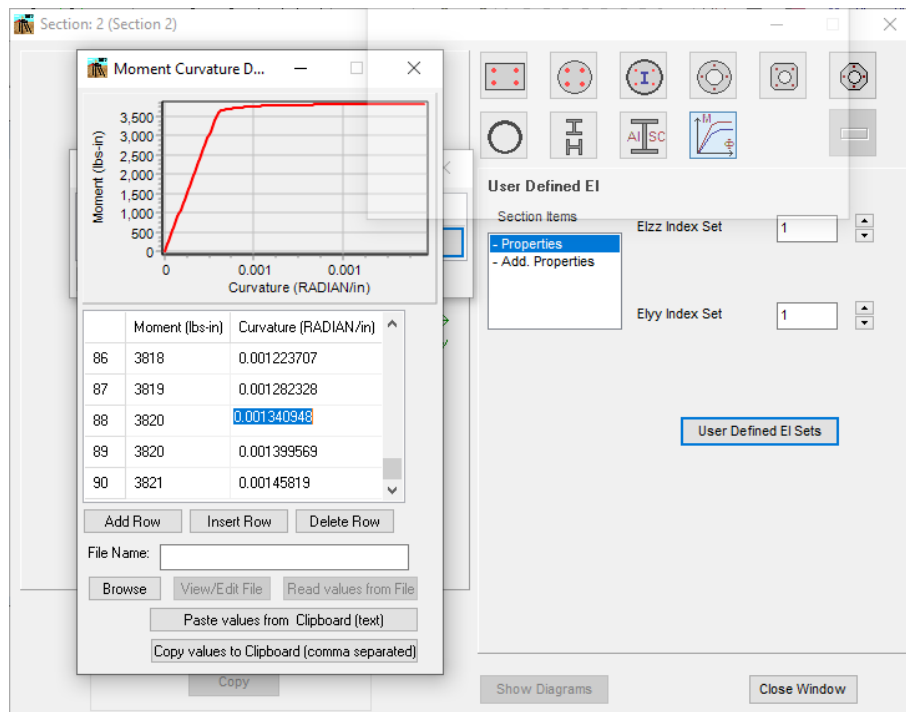 Section: 2 (Section 2)
Moment Curvature D...
3,500
3,000
2,500
2,000
1,500
1,000
500
0
Moment (lbs-in)
0 0.001 0.001
Curvature (RADIAN/in)
Moment (lbs-in) Curvature (RADIAN/in)
86 3818 0.001223707
87 3819 0.001282328
88 3820 0.001340948
89 3820 0.001399569
90 3821 0.00145819
Add Row Insert Row Delete Row
File Name:
Browse View/Edit File Read values from File
Paste values from Clipboard (text)
Copy values to Clipboard (comma separated)
Copy
I
I
H
AISC
M
Φ
User Defined EI
Section Items
- Properties
- Add. Properties
EIzz Index Set 1
EIyy Index Set 1
User Defined EI Sets
Show Diagrams
Close Window